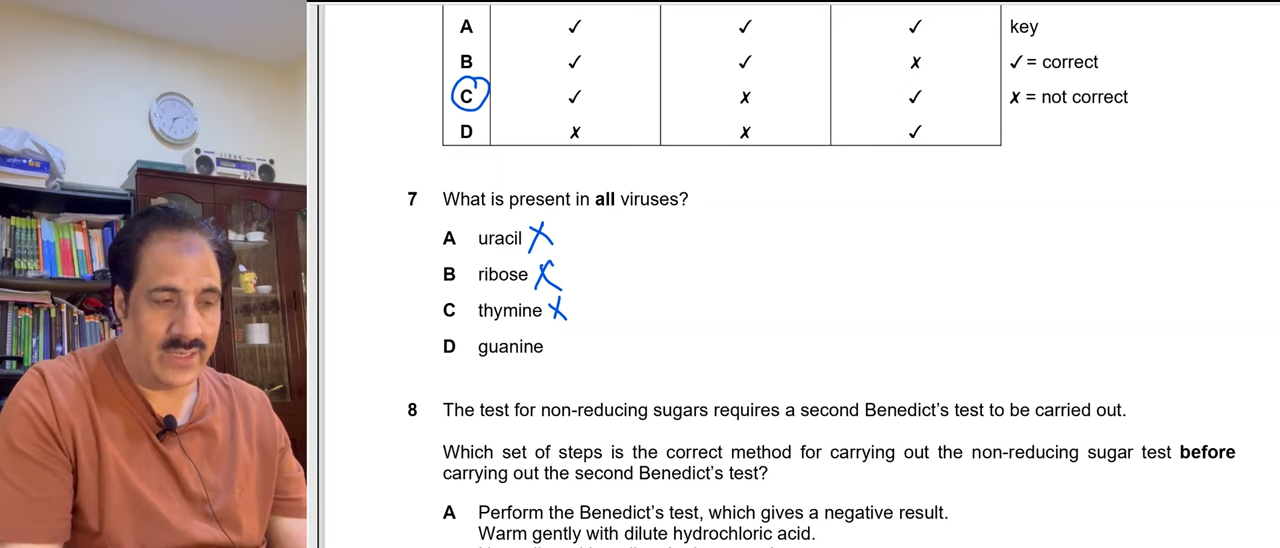 A ✓ ✓ ✓ key
B ✓ ✓ ✗ ✓ = correct
C ✓ ✗ ✓ ✗ = not correct
D ✗ ✗ ✓
7 What is present in all viruses?
A uracil X
B ribose X
C thymine X
D guanine
8 The test for non-reducing sugars requires a second Benedict's test to be carried out.
Which set of steps is the correct method for carrying out the non-reducing sugar test before
carrying out the second Benedict's test?
A Perform the Benedict's test, which gives a negative result.
Warm gently with dilute hydrochloric acid.